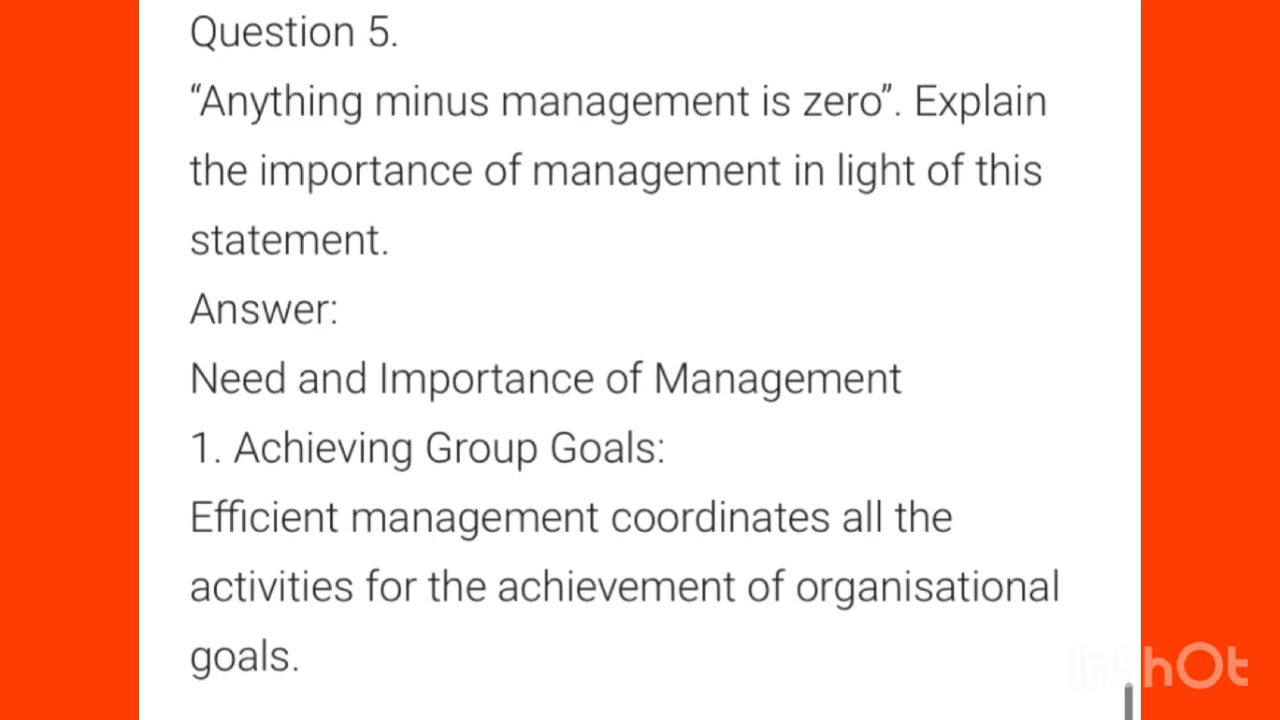 Question 5.
“Anything minus management is zero”. Explain
the importance of management in light of this
statement.
Answer:
Need and Importance of Management
1. Achieving Group Goals:
Efficient management coordinates all the
activities for the achievement of organisational
goals.
InShOt